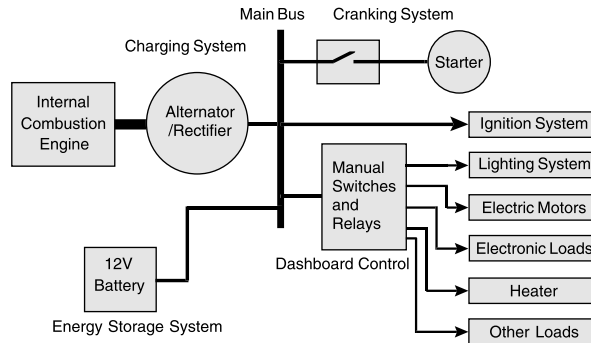 Main Bus
Cranking System
Charging System
Starter
Internal
Combustion
Engine
Alternator
/Rectifier
Ignition System
Manual
Switches
and
Relays
Lighting System
Electric Motors
Electronic Loads
Dashboard Control
12V
Battery
Heater
Energy Storage System
Other Loads